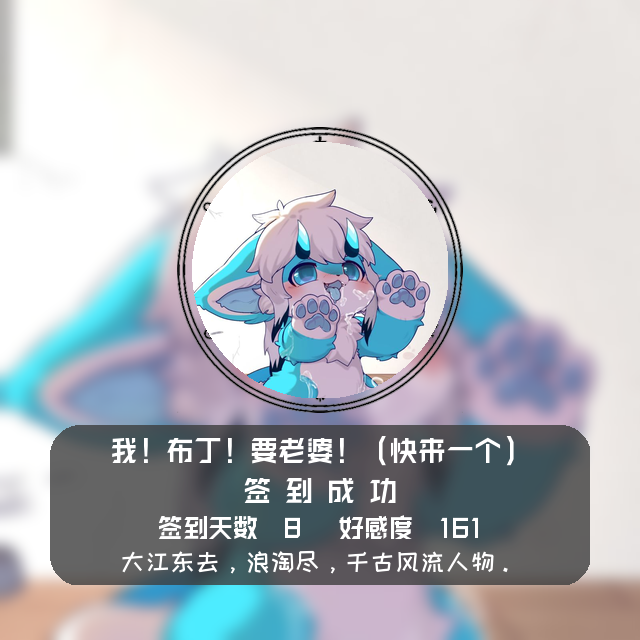 我！布丁！要老婆！（快来一个）
签 到 成 功
签到天数 8 好感度 161
大江东去，浪淘尽，千古风流人物。